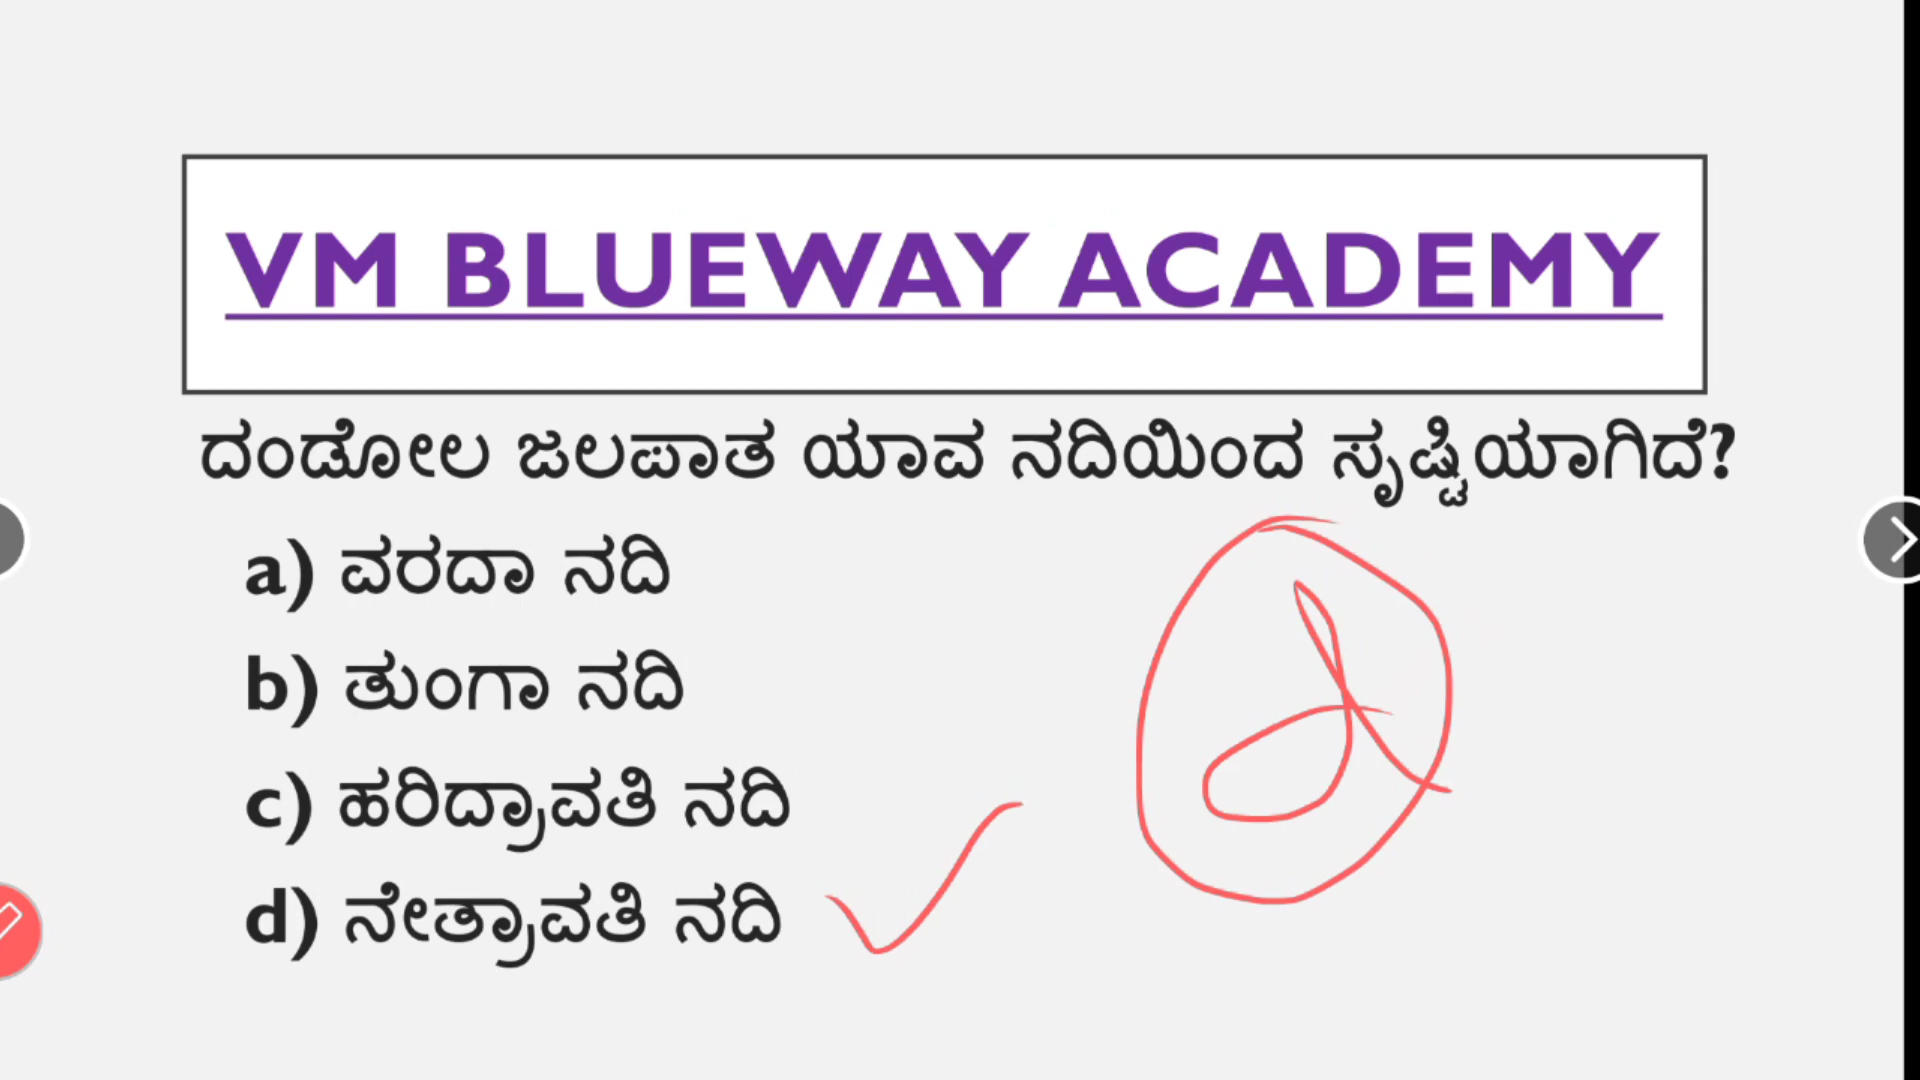 VM BLUEWAY ACADEMY
ದಂಡೋಲ ಜಲಪಾತ ಯಾವ ನದಿಯಿಂದ ಸೃಷ್ಟಿಯಾಗಿದೆ?
a) ವರದಾ ನದಿ
b) ತುಂಗಾ ನದಿ
c) ಹರಿದ್ರಾವತಿ ನದಿ
d) ನೇತ್ರಾವತಿ ನದಿ
d